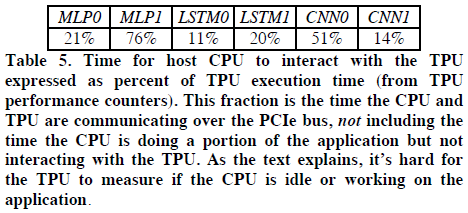 MLP0 MLP1 LSTM0 LSTM1 CNN0 CNN1
21% 76% 11% 20% 51% 14%
Table 5. Time for host CPU to interact with the TPU
expressed as percent of TPU execution time (from TPU
performance counters). This fraction is the time the CPU and
TPU are communicating over the PCIe bus, not including the
time the CPU is doing a portion of the application but not
interacting with the TPU. As the text explains, it's hard for
the TPU to measure if the CPU is idle or working on the
application.